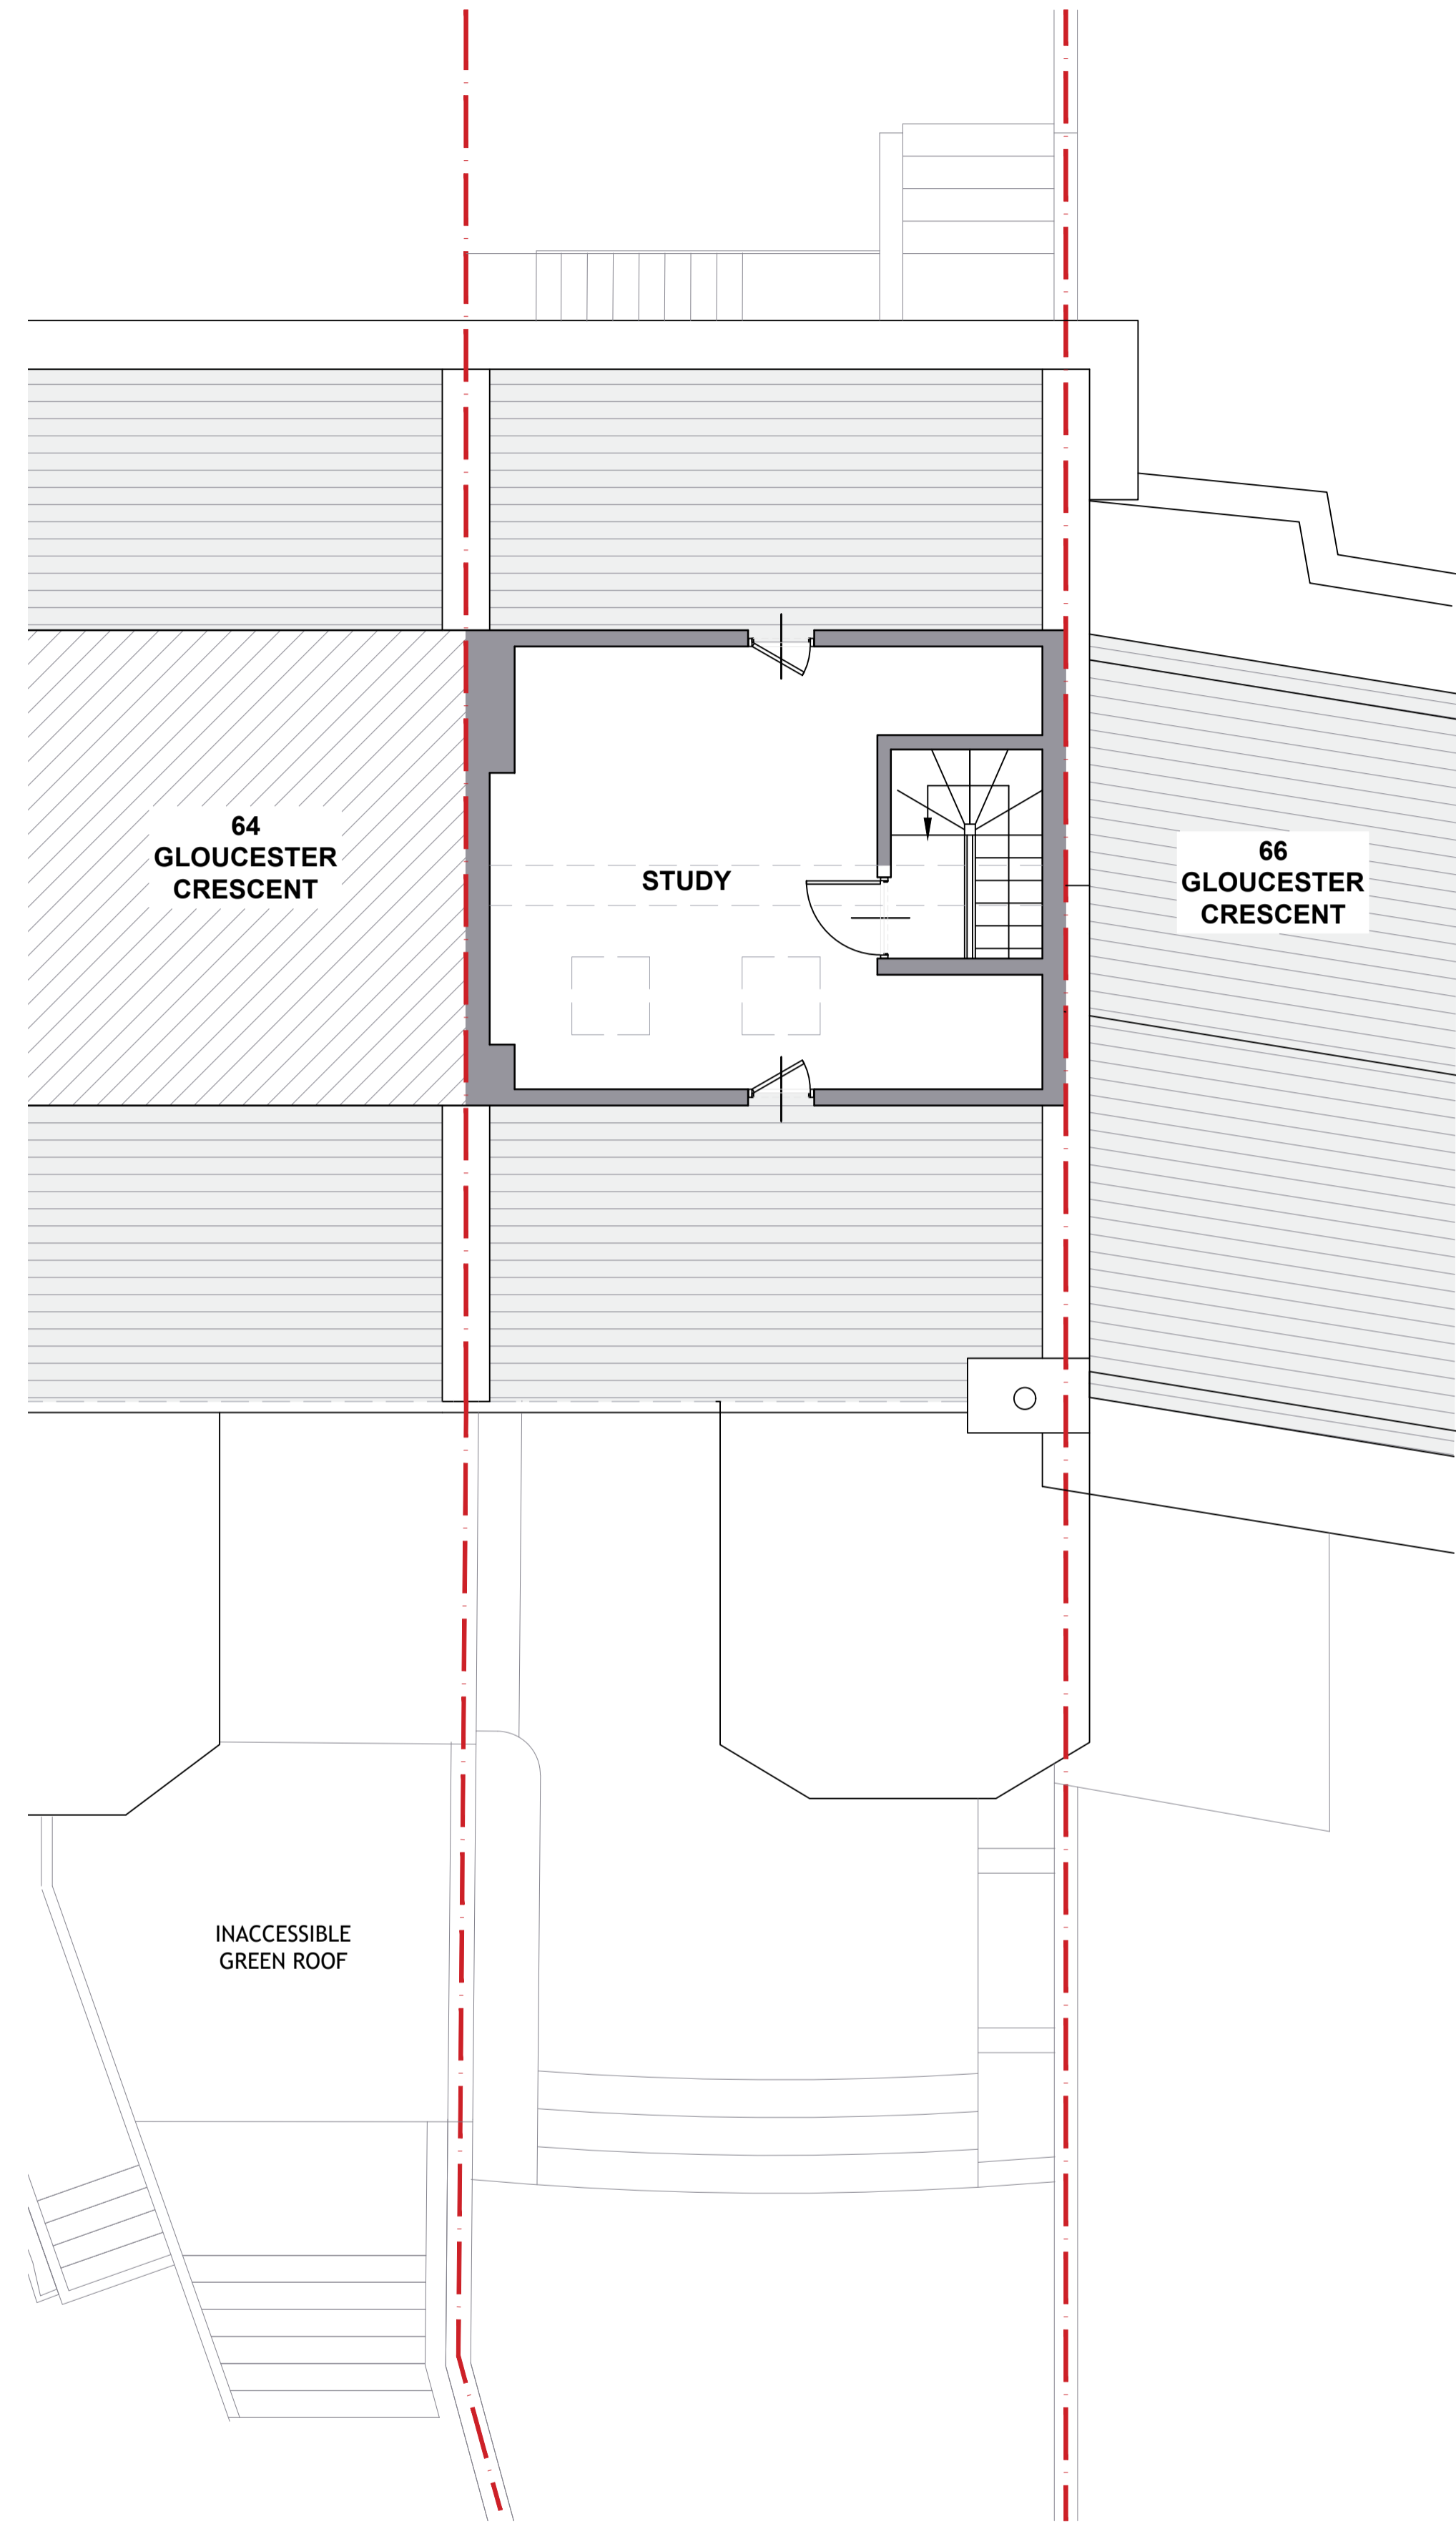 64
GLOUCESTER
CRESCENT
STUDY
66
GLOUCESTER
CRESCENT
INACCESSIBLE
GREEN ROOF